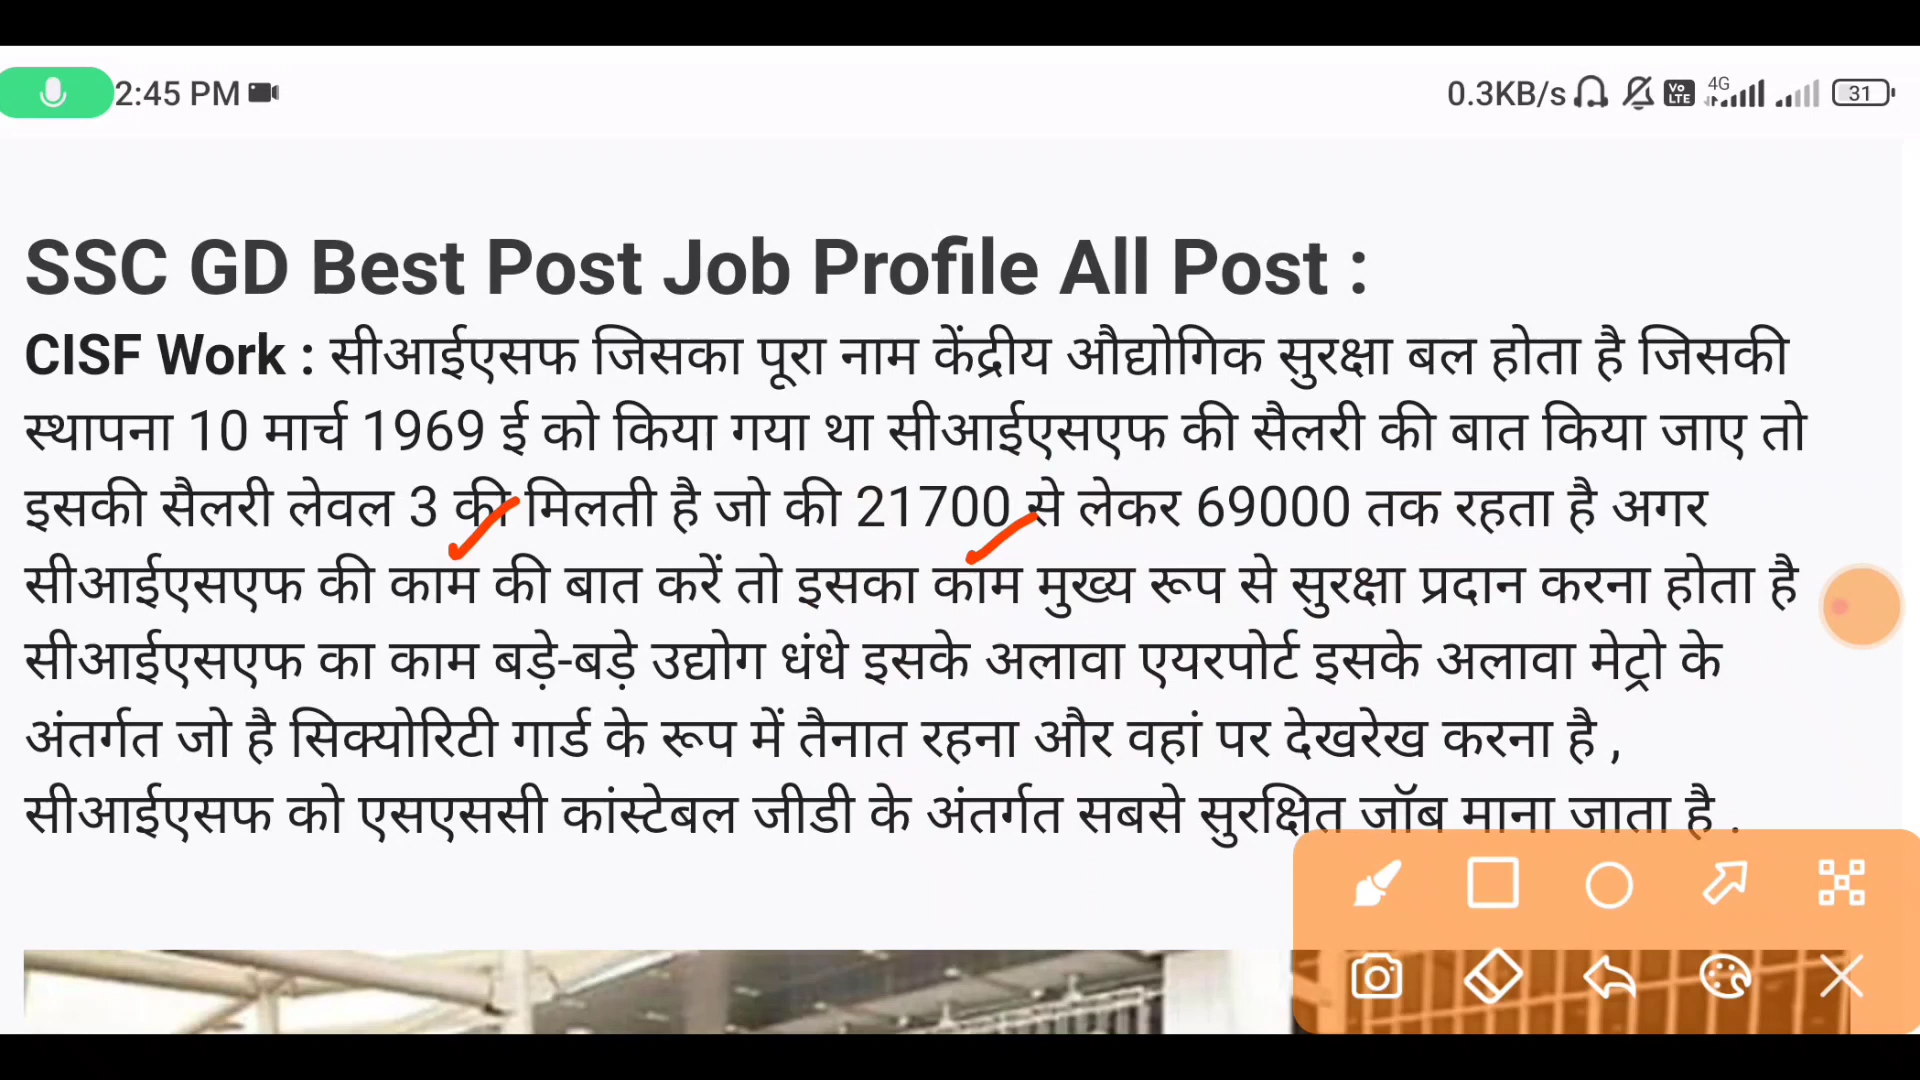 2:45 PM
0.3KB/s Vo LTE 4G 31
SSC GD Best Post Job Profile All Post :
CISF Work : सीआईएसफ जिसका पूरा नाम केंद्रीय औद्योगिक सुरक्षा बल होता है जिसकी
स्थापना 10 मार्च 1969 ई को किया गया था सीआईएसएफ की सैलरी की बात किया जाए तो
इसकी सैलरी लेवल 3 की मिलती है जो की 21700 से लेकर 69000 तक रहता है अगर
सीआईएसएफ की काम की बात करें तो इसका काम मुख्य रूप से सुरक्षा प्रदान करना होता है
सीआईएसएफ का काम बड़े-बड़े उद्योग धंधे इसके अलावा एयरपोर्ट इसके अलावा मेट्रो के
अंतर्गत जो है सिक्योरिटी गार्ड के रूप में तैनात रहना और वहां पर देखरेख करना है ,
सीआईएसफ को एसएससी कांस्टेबल जीडी के अंतर्गत सबसे सुरक्षित जॉब माना जाता है .